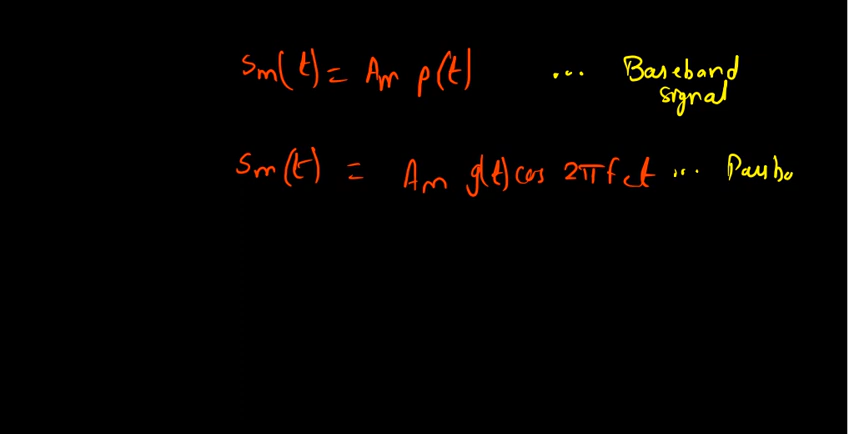 Sm(t) = Am p(t) ... Baseband
signal
Sm(t) = Am g(t) cos 2πfct ...